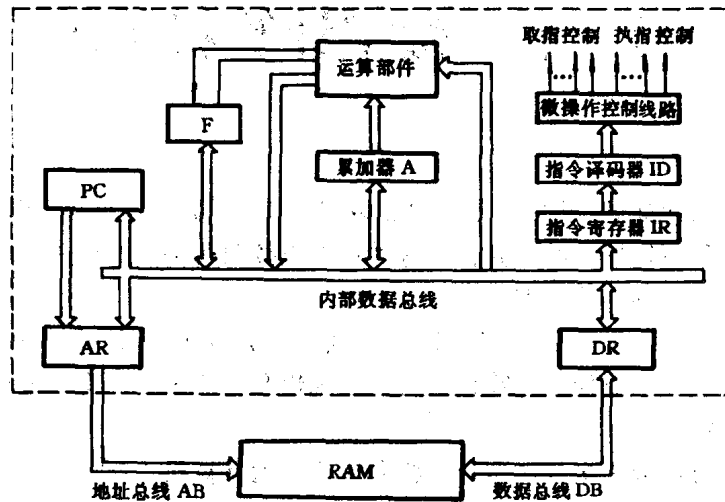 取指控制 执指控制
运算部件
微操作控制线路
F
累加器 A
指令译码器 ID
PC
指令寄存器 IR
内部数据总线
AR
DR
RAM
地址总线 AB
数据总线 DB